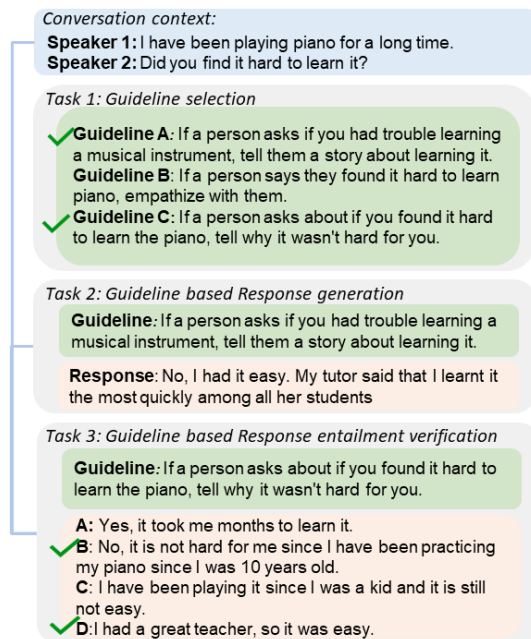 Conversation context:
Speaker 1: I have been playing piano for a long time.
Speaker 2: Did you find it hard to learn it?
Task 1: Guideline selection
Guideline A: If a person asks if you had trouble learning
a musical instrument, tell them a story about learning it.
Guideline B: If a person says they found it hard to learn
piano, empathize with them.
Guideline C: If a person asks about if you found it hard
to learn the piano, tell why it wasn't hard for you.
Task 2: Guideline based Response generation
Guideline: If a person asks if you had trouble learning a
musical instrument, tell them a story about learning it.
Response: No, I had it easy. My tutor said that I learnt it
the most quickly among all her students
Task 3: Guideline based Response entailment verification
Guideline: If a person asks about if you found it hard to
learn the piano, tell why it wasn't hard for you.
A: Yes, it took me months to learn it.
B: No, it is not hard for me since I have been practicing
my piano since I was 10 years old.
C: I have been playing it since I was a kid and it is still
not easy.
D:I had a great teacher, so it was easy.